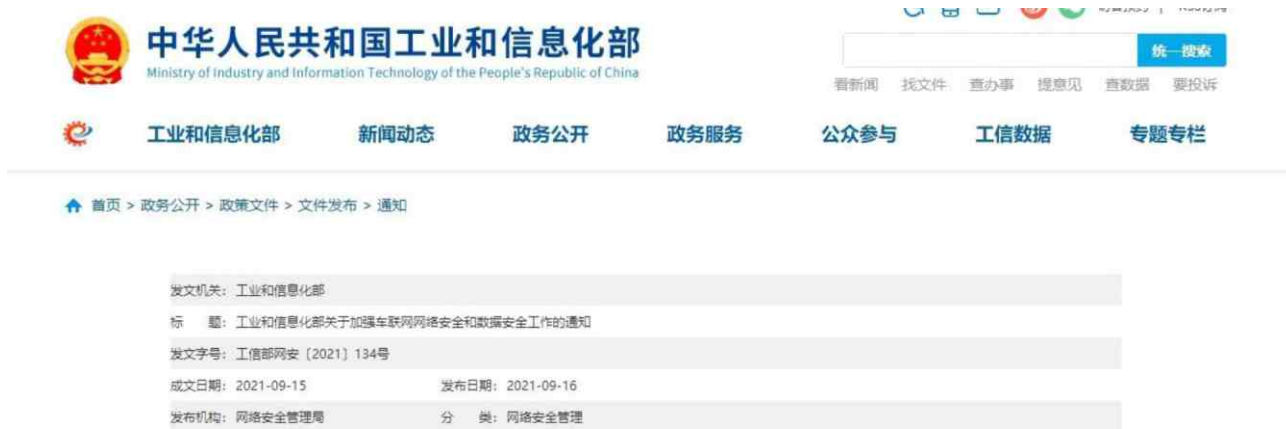 中华人民共和国工业和信息化部
Ministry of Industry and Information Technology of the People's Republic of China
统一搜索
看新闻 找文件 查办事 提意见 查数据 要投诉
工业和信息化部 新闻动态 政务公开 政务服务 公众参与 工信数据 专题专栏
首页 > 政务公开 > 政策文件 > 文件发布 > 通知
发文机关： 工业和信息化部
标 题： 工业和信息化部关于加强车联网网络安全和数据安全工作的通知
发文字号： 工信部网安〔2021〕134号
成文日期： 2021-09-15 发布日期： 2021-09-16
发布机构： 网络安全管理局 分 类： 网络安全管理